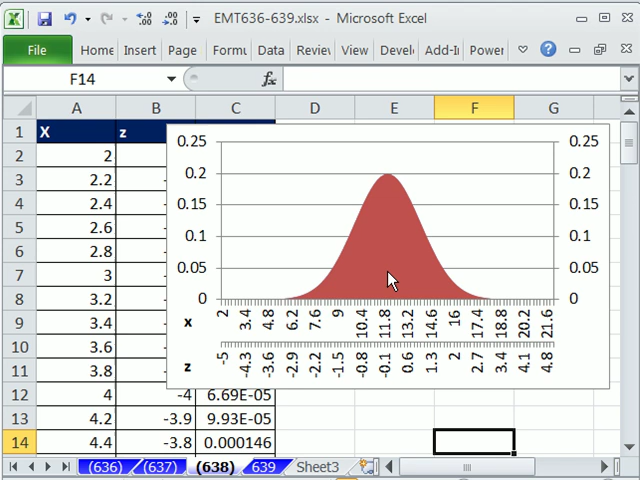 EMT636-639.xlsx - Microsoft Excel
File Home Insert Page Formu Data Review View Develo Add-In Power
F14 fx
A B C D E F G
1 X z
2 2
3 2.2 -
4 2.4 -
5 2.6 -
6 2.8 -
7 3 -
8 3.2 -
9 3.4 -
10 3.6 -
11 3.8 -
12 4 -4 6.69E-05
13 4.2 -3.9 9.93E-05
14 4.4 -3.8 0.000146
0.25 0.25
0.2 0.2
0.15 0.15
0.1 0.1
0.05 0.05
0 0
x 2 3.4 4.8 6.2 7.6 9 10.4 11.8 13.2 14.6 16 17.4 18.8 20.2 21.6
z -5 -4.3 -3.6 -2.9 -2.2 -1.5 -0.8 -0.1 0.6 1.3 2 2.7 3.4 4.1 4.8
(636) (637) (638) 639 Sheet3